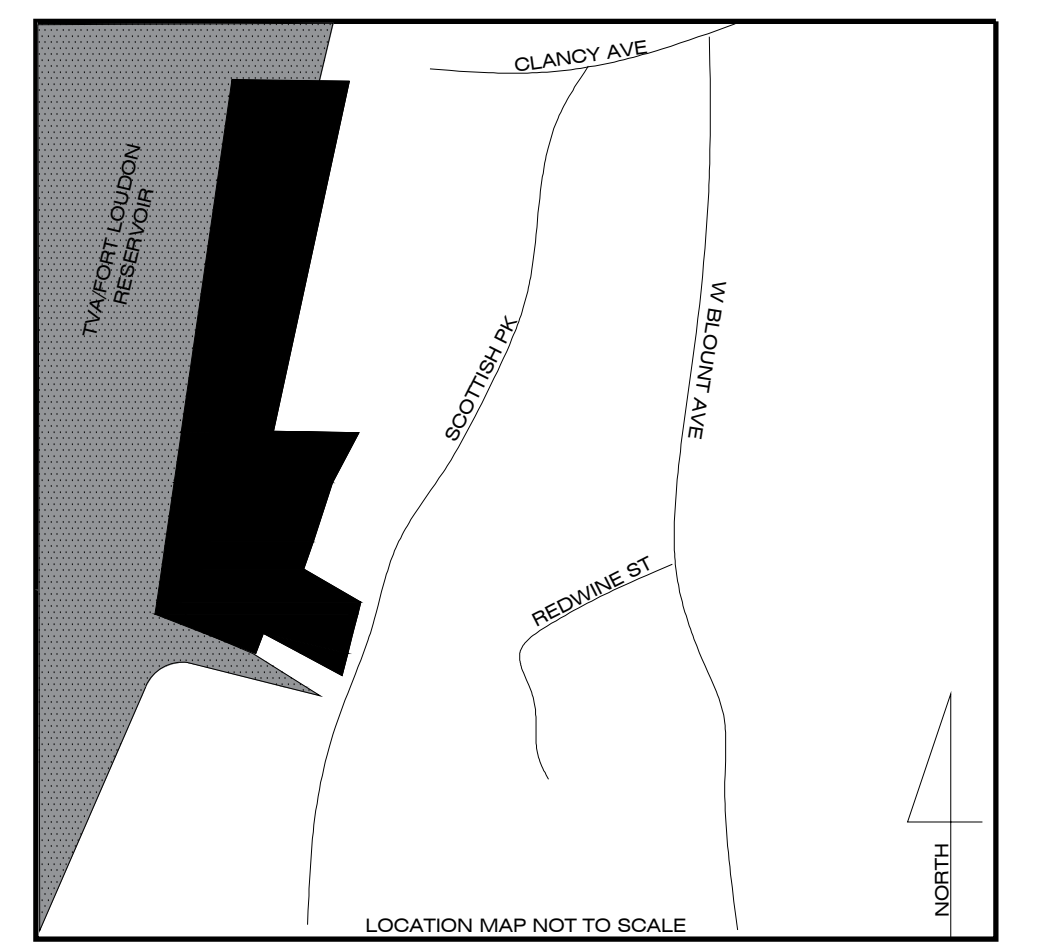 CLANCY AVE
TVA/FORT LOUDON
RESERVOIR
W BLOUNT AVE
SCOTTISH PK
REDWINE ST
NORTH
LOCATION MAP NOT TO SCALE